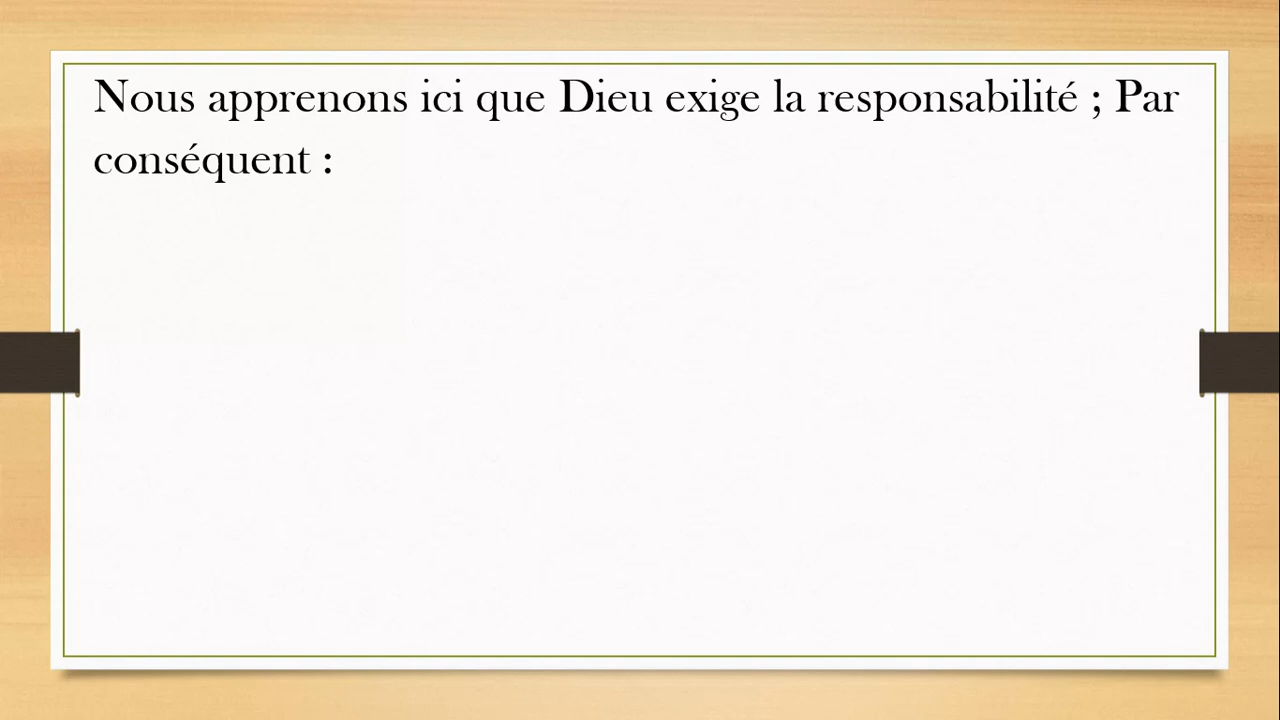 Nous apprenons ici que Dieu exige la responsabilité ; Par
conséquent :